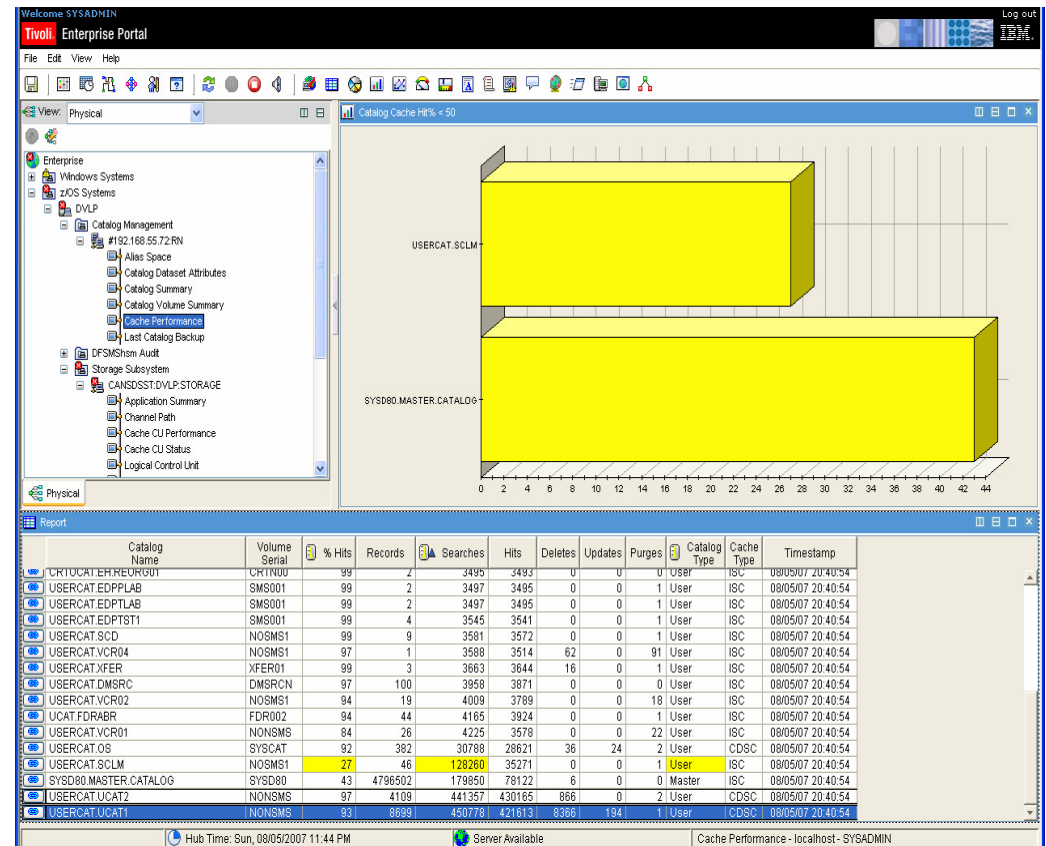 Welcome SYSADMIN
Log out
Tivoli. Enterprise Portal
IBM.
File Edit View Help
View: Physical
Catalog Cache Hit% < 50
Enterprise
Windows Systems
z/OS Systems
DVLP
Catalog Management
#192.168.55.72:RN
Alias Space
Catalog Dataset Attributes
Catalog Summary
Catalog Volume Summary
Cache Performance
Last Catalog Backup
DFSMShsm Audit
Storage Subsystem
CANSDSST:DVLP:STORAGE
Application Summary
Channel Path
Cache CU Performance
Cache CU Status
Logical Control Unit
Physical
USERCAT.SCLM
SYSD80.MASTER.CATALOG
0 2 4 6 8 10 12 14 16 18 20 22 24 26 28 30 32 34 36 38 40 42 44
Report
Catalog Name Volume Serial % Hits Records Searches Hits Deletes Updates Purges Catalog Type Cache Type Timestamp
CRTUCAT.EH.REORG01 CRTN00 99 2 3495 3493 0 0 0 User ISC 08/05/07 20:40:54
USERCAT.EDPPLAB SMS001 99 2 3497 3495 0 0 1 User ISC 08/05/07 20:40:54
USERCAT.EDPTLAB SMS001 99 2 3497 3495 0 0 1 User ISC 08/05/07 20:40:54
USERCAT.EDPTST1 SMS001 99 4 3545 3541 0 0 1 User ISC 08/05/07 20:40:54
USERCAT.SCD NOSMS1 99 9 3581 3572 0 0 1 User ISC 08/05/07 20:40:54
USERCAT.VCR04 NOSMS1 97 1 3588 3514 62 0 91 User ISC 08/05/07 20:40:54
USERCAT.XFER XFER01 99 3 3663 3644 16 0 1 User ISC 08/05/07 20:40:54
USERCAT.DMSRC DMSRCN 97 100 3958 3871 0 0 0 User ISC 08/05/07 20:40:54
USERCAT.VCR02 NOSMS1 94 19 4009 3789 0 0 18 User ISC 08/05/07 20:40:54
UCAT.FDRABR FDR002 94 44 4165 3924 0 0 1 User ISC 08/05/07 20:40:54
USERCAT.VCR01 NONSMS 84 26 4225 3578 0 0 22 User ISC 08/05/07 20:40:54
USERCAT.OS SYSCAT 92 382 30788 28621 36 24 2 User CDSC 08/05/07 20:40:54
USERCAT.SCLM NOSMS1 27 46 128260 35271 0 0 1 User ISC 08/05/07 20:40:54
SYSD80.MASTER.CATALOG SYSD80 43 4796502 179850 78122 6 0 0 Master ISC 08/05/07 20:40:54
USERCAT.UCAT2 NONSMS 97 4109 441357 430165 866 0 2 User CDSC 08/05/07 20:40:54
USERCAT.UCAT1 NONSMS 93 8699 450778 421613 8366 194 1 User CDSC 08/05/07 20:40:54
Hub Time: Sun, 08/05/2007 11:44 PM Server Available Cache Performance - localhost - SYSADMIN